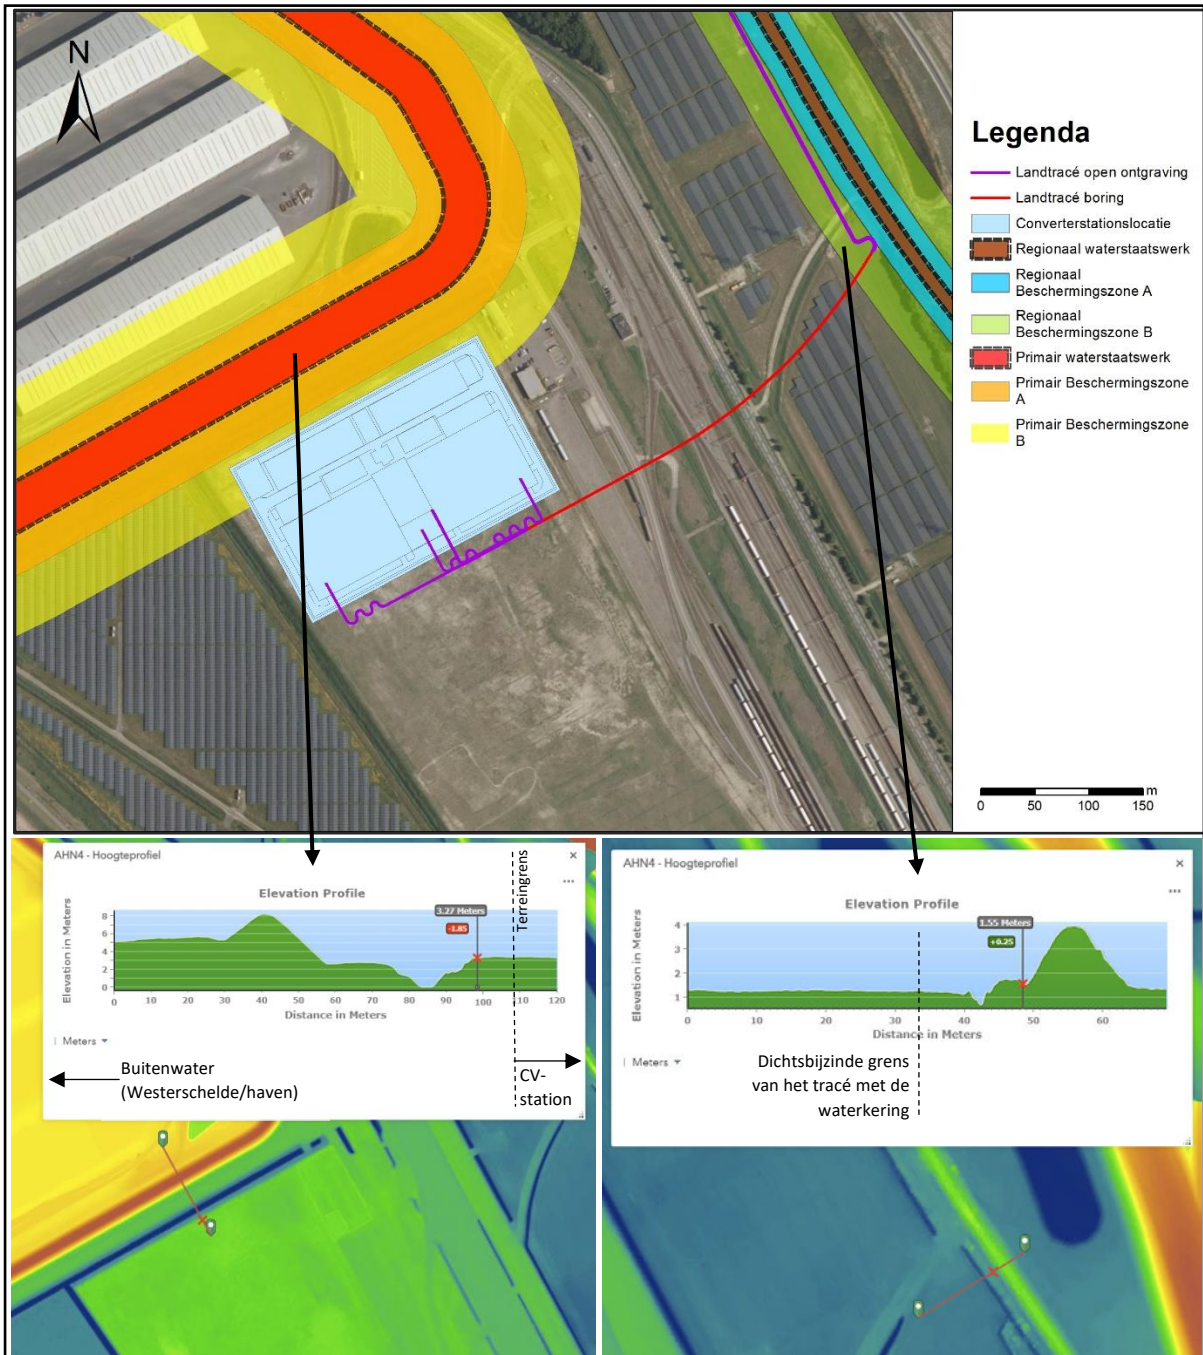 N
Legenda
Landtracé open ontgraving
Landtracé boring
Converterstationslocatie
Regionaal waterstaatswerk
Regionaal
Beschermingszone A
Regionaal
Beschermingszone B
Primair waterstaatswerk
Primair Beschermingszone
A
Primair Beschermingszone
B
m
0 50 100 150
AHN4 - Hoogteprofiel
×
...
Elevation Profile
Terreingrens
3.27 Meters
-1.85
Elevation in Meters
8
6
4
2
0
0 10 20 30 40 50 60 70 80 90 100 110 120
Distance in Meters
| Meters
Buitenwater
(Westerschelde/haven)
CV-
station
AHN4 - Hoogteprofiel
×
...
Elevation Profile
1.55 Meters
+0.25
Elevation in Meters
4
3
2
1
0 10 20 30 40 50 60
Distance in Meters
| Meters
Dichtsbijzinde grens
van het tracé met de
waterkering